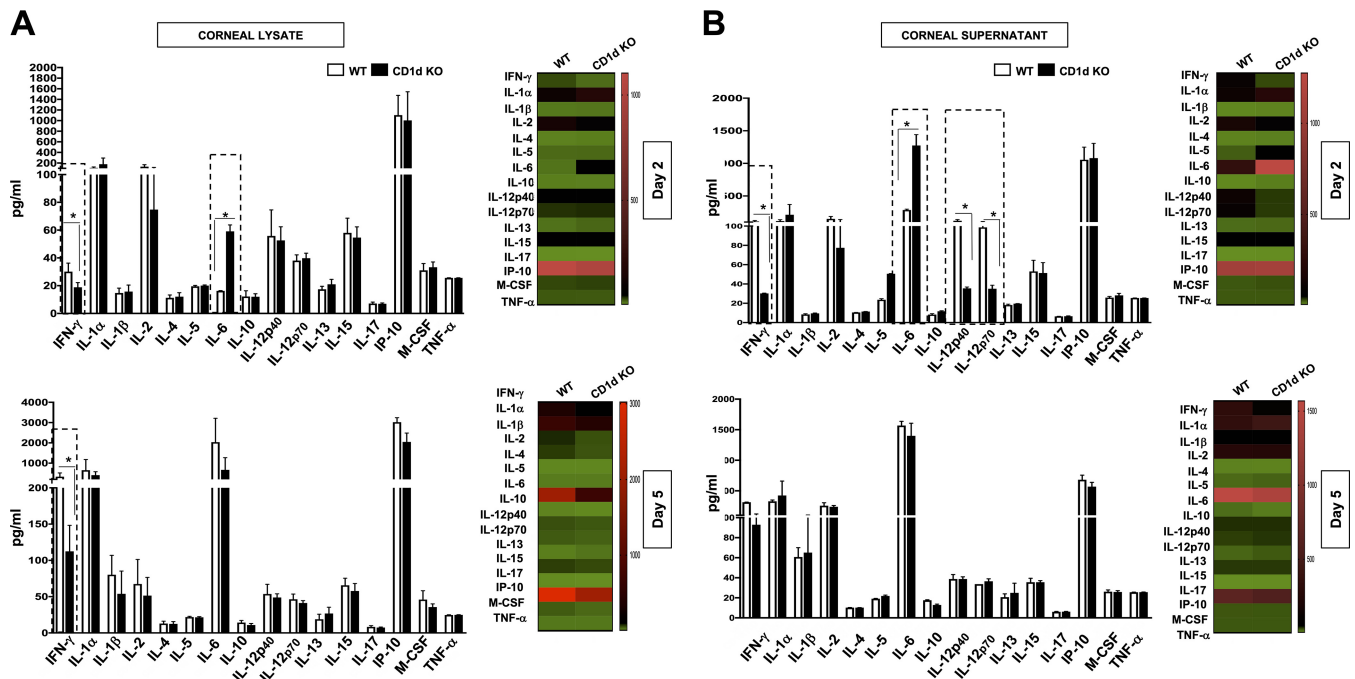 A
CORNEAL LYSATE
WT CD1d KO
pg/ml
2000
1800
1600
1400
1200
1000
800
600
400
200
100
80
60
40
20
0
*
*
IFN-γ IL-1α IL-1β IL-2 IL-4 IL-5 IL-6 IL-10 IL-12p40 IL-12p70 IL-13 IL-15 IL-17 IP-10 M-CSF TNF-α
WT CD1d KO
IFN-γ
IL-1α
IL-1β
IL-2
IL-4
IL-5
IL-6
IL-10
IL-12p40
IL-12p70
IL-13
IL-15
IL-17
IP-10
M-CSF
TNF-α
1000
500
0
Day 2
pg/ml
4000
3000
2000
1000
200
150
100
50
0
*
IFN-γ IL-1α IL-1β IL-2 IL-4 IL-5 IL-6 IL-10 IL-12p40 IL-12p70 IL-13 IL-15 IL-17 IP-10 M-CSF TNF-α
WT CD1d KO
IFN-γ
IL-1α
IL-1β
IL-2
IL-4
IL-5
IL-6
IL-10
IL-12p40
IL-12p70
IL-13
IL-15
IL-17
IP-10
M-CSF
TNF-α
3000
2000
1000
0
Day 5
B
CORNEAL SUPERNATANT
WT CD1d KO
pg/ml
2000
500
100
80
60
40
20
0
*
*
*
*
IFN-γ IL-1α IL-1β IL-2 IL-4 IL-5 IL-6 IL-10 IL-12p40 IL-12p70 IL-13 IL-15 IL-17 IP-10 M-CSF TNF-α
WT CD1d KO
IFN-γ
IL-1α
IL-1β
IL-2
IL-4
IL-5
IL-6
IL-10
IL-12p40
IL-12p70
IL-13
IL-15
IL-17
IP-10
M-CSF
TNF-α
1000
500
0
Day 2
pg/ml
2000
100
80
60
40
20
0
IFN-γ IL-1α IL-1β IL-2 IL-4 IL-5 IL-6 IL-10 IL-12p40 IL-12p70 IL-13 IL-15 IL-17 IP-10 M-CSF TNF-α
WT CD1d KO
IFN-γ
IL-1α
IL-1β
IL-2
IL-4
IL-5
IL-6
IL-10
IL-12p40
IL-12p70
IL-13
IL-15
IL-17
IP-10
M-CSF
TNF-α
1500
1000
500
0
Day 5